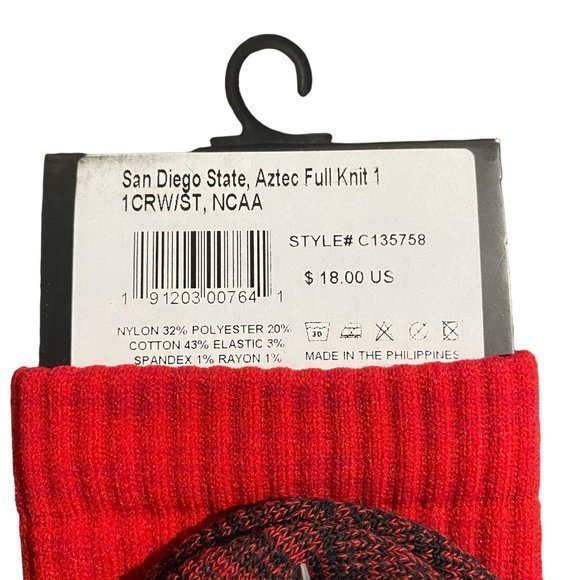 San Diego State, Aztec Full Knit 1
1CRW/ST, NCAA
STYLE# C135758
$ 18.00 US
1 91203 00764 1
NYLON 32% POLYESTER 20%
COTTON 43% ELASTIC 3%
SPANDEX 1% RAYON 1%
30
MADE IN THE PHILIPPINES